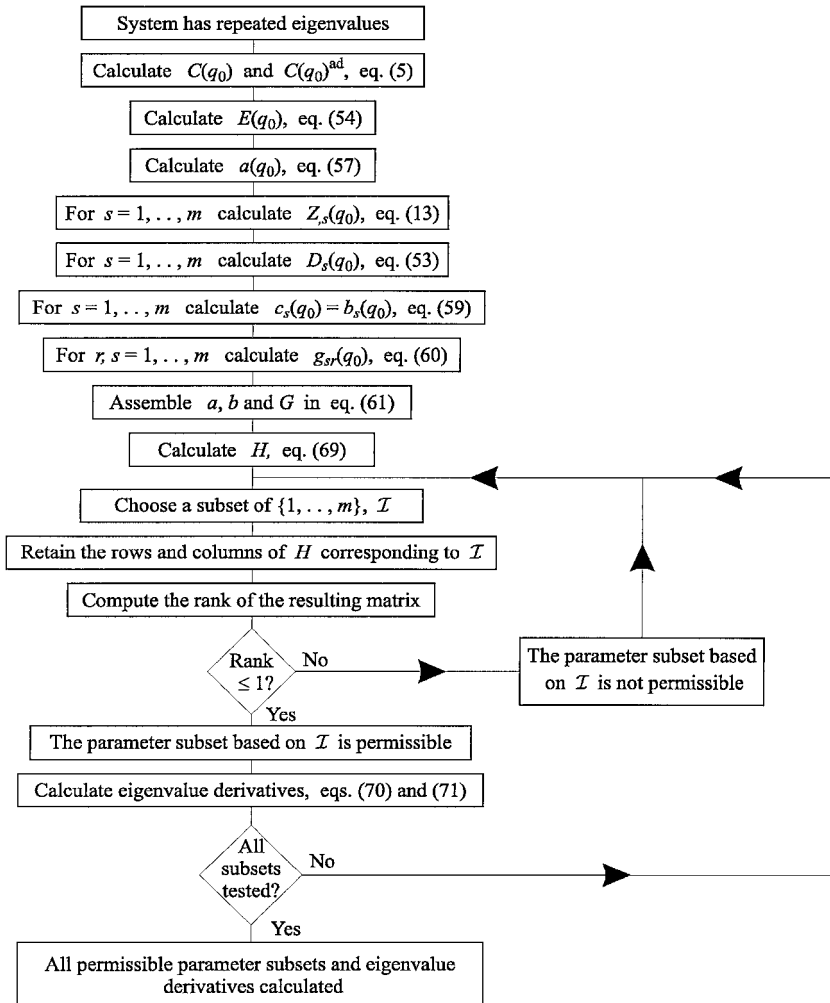 System has repeated eigenvalues
Calculate C(q₀) and C(q₀)ᵃᵈ, eq. (5)
Calculate E(q₀), eq. (54)
Calculate a(q₀), eq. (57)
For s = 1, . . , m calculate Z,ₛ(q₀), eq. (13)
For s = 1, . . , m calculate Dₛ(q₀), eq. (53)
For s = 1, . . , m calculate cₛ(q₀) = bₛ(q₀), eq. (59)
For r, s = 1, . . , m calculate gₛᵣ(q₀), eq. (60)
Assemble a, b and G in eq. (61)
Calculate H, eq. (69)
Choose a subset of {1, . . , m}, ℐ
Retain the rows and columns of H corresponding to ℐ
Compute the rank of the resulting matrix
Rank
≤ 1?
No
The parameter subset based
on ℐ is not permissible
Yes
The parameter subset based on ℐ is permissible
Calculate eigenvalue derivatives, eqs. (70) and (71)
All
subsets
tested?
No
Yes
All permissible parameter subsets and eigenvalue
derivatives calculated